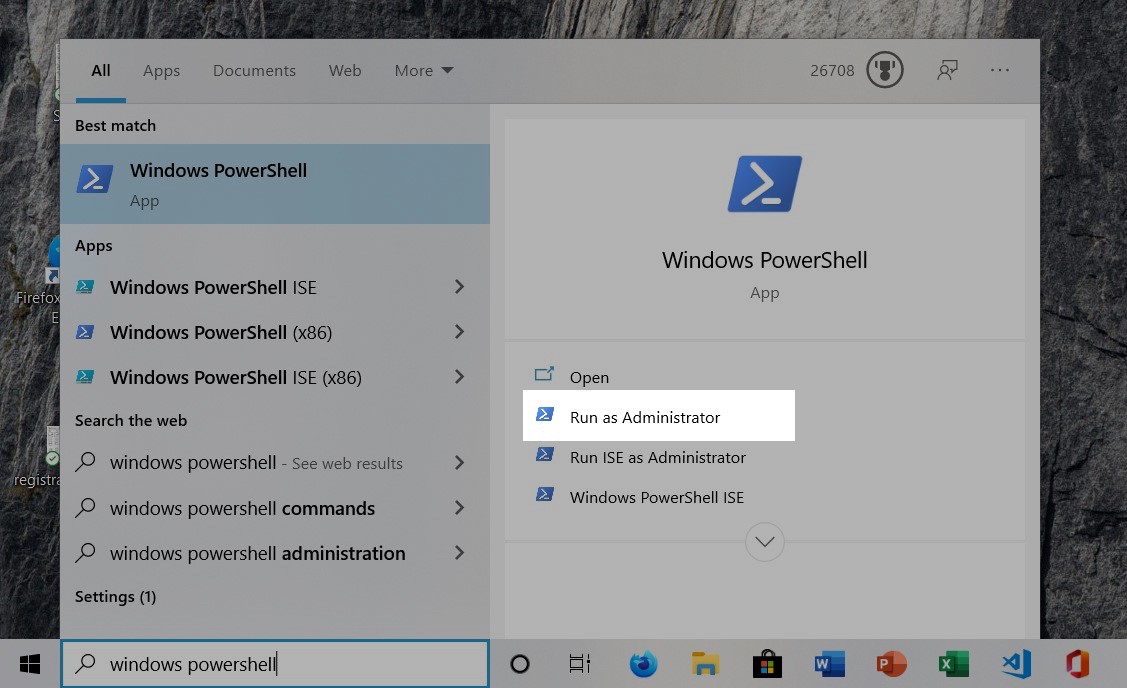 All Apps Documents Web More 26708
Best match
Windows PowerShell
App
Apps
Windows PowerShell ISE
Windows PowerShell (x86)
Windows PowerShell ISE (x86)
Search the web
windows powershell - See web results
windows powershell commands
windows powershell administration
Settings (1)
windows powershell
Windows PowerShell
App
Open
Run as Administrator
Run ISE as Administrator
Windows PowerShell ISE
Firefox
E
registra
S
W
P
X